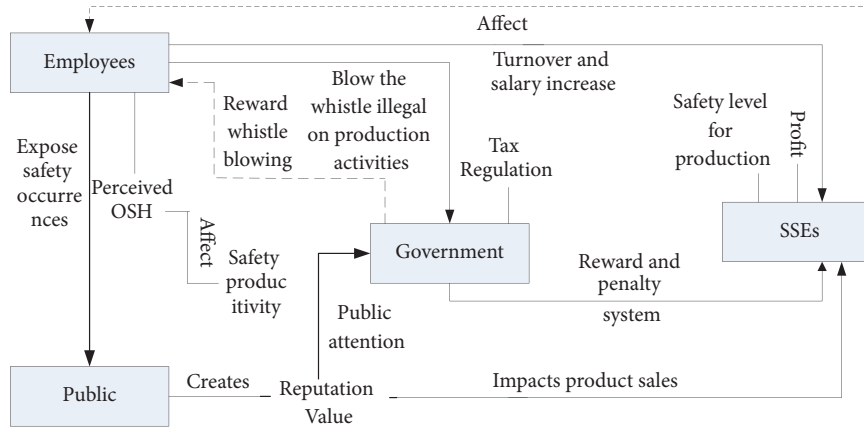 Affect
Employees
Turnover and
salary increase
Blow the
whistle illegal
on production
activities
Reward
whistle
blowing
Safety level
for
production
Profit
Expose
safety
occurre
nces
Tax
Regulation
Perceived
OSH
Affect
SSEs
Government
Safety
produc
itivity
Reward and
penalty
system
Public
attention
Public
Creates
Reputation
Value
Impacts product sales